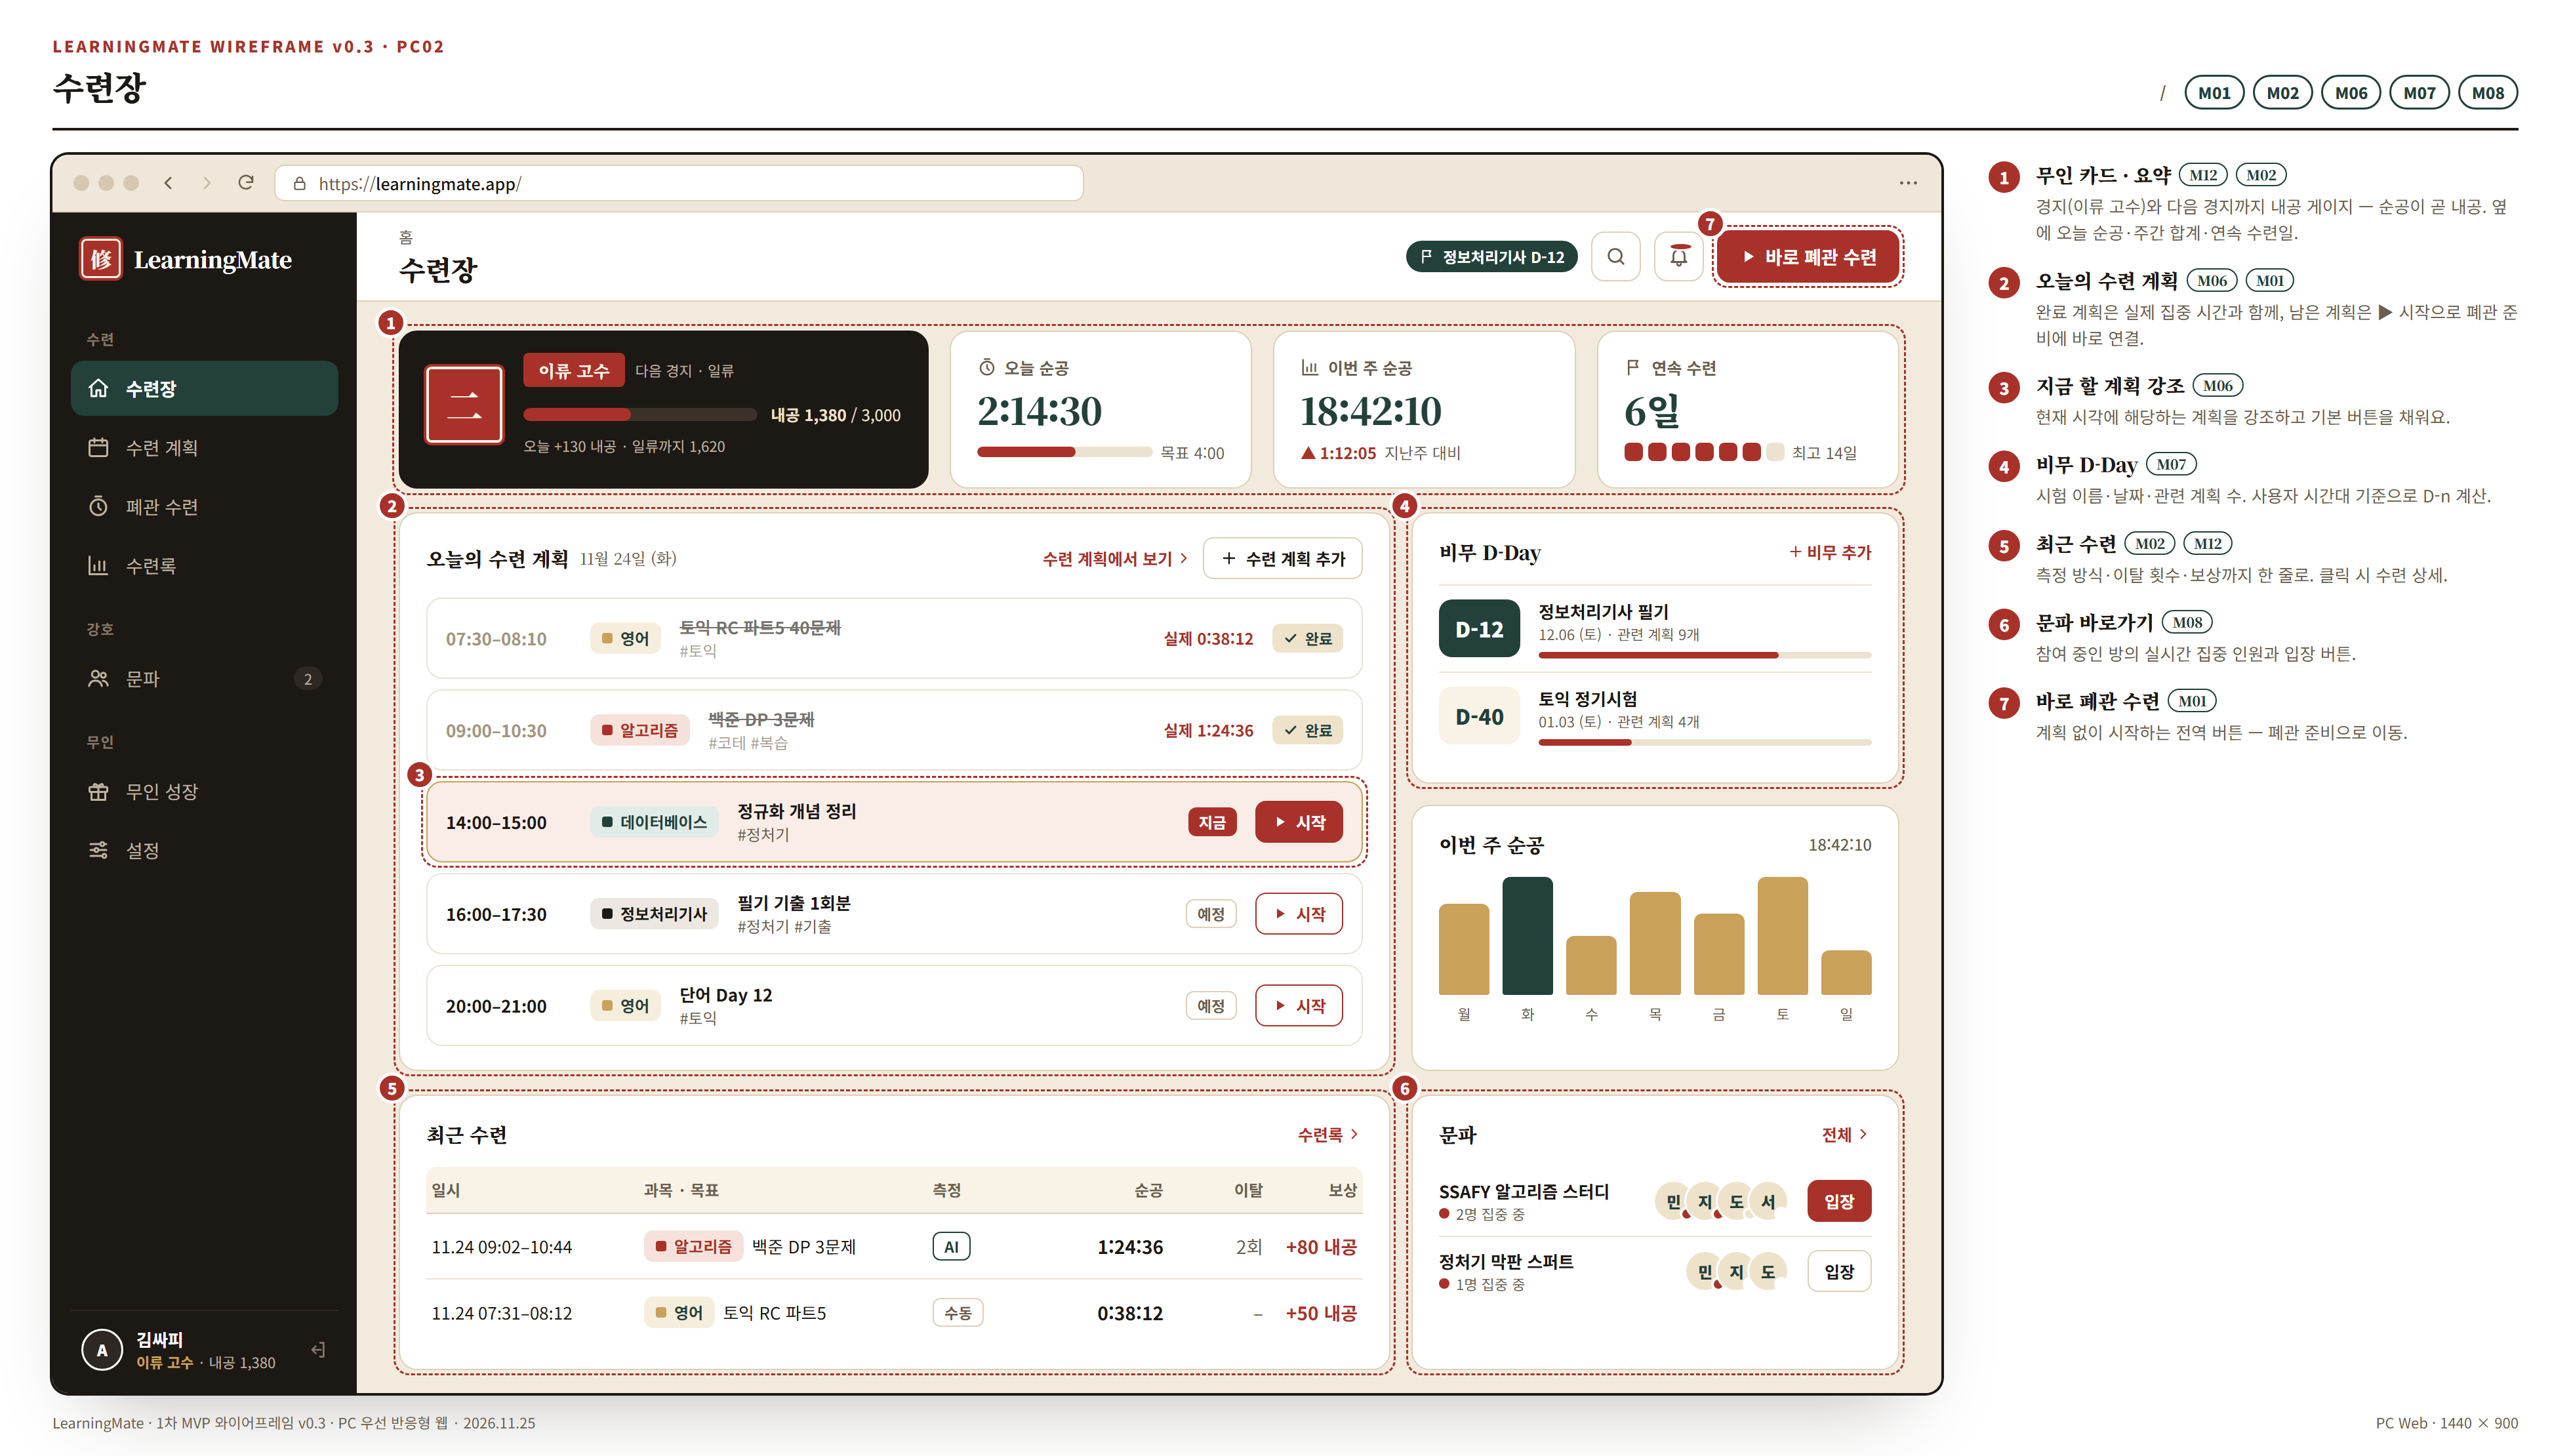 LEARNINGMATE WIREFRAME v0.3 · PC02
수련장
/ M01 M02 M06 M07 M08
https://learningmate.app/
修 LearningMate
수련
수련장
수련 계획
폐관 수련
수련록
강호
문파 2
무인
무인 성장
설정
A 김싸피
이류 고수 · 내공 1,380
홈
수련장
정보처리기사 D-12
7
바로 폐관 수련
1
二
이류 고수 다음 경지 · 일류
내공 1,380 / 3,000
오늘 +130 내공 · 일류까지 1,620
오늘 순공
2:14:30
목표 4:00
이번 주 순공
18:42:10
▲ 1:12:05 지난주 대비
연속 수련
6일
최고 14일
2
오늘의 수련 계획 11월 24일 (화)
수련 계획에서 보기 >
+ 수련 계획 추가
07:30–08:10 영어 토익 RC 파트5 40문제 실제 0:38:12 완료
#토익
09:00–10:30 알고리즘 백준 DP 3문제 실제 1:24:36 완료
#코테 #복습
3
14:00–15:00 데이터베이스 정규화 개념 정리 지금 시작
#정처기
16:00–17:30 정보처리기사 필기 기출 1회분 예정 시작
#정처기 #기출
20:00–21:00 영어 단어 Day 12 예정 시작
#토익
4
비무 D-Day + 비무 추가
D-12 정보처리기사 필기
12.06 (토) · 관련 계획 9개
D-40 토익 정기시험
01.03 (토) · 관련 계획 4개
이번 주 순공 18:42:10
월 화 수 목 금 토 일
5
최근 수련 수련록 >
일시 과목 · 목표 측정 순공 이탈 보상
11.24 09:02–10:44 알고리즘 백준 DP 3문제 AI 1:24:36 2회 +80 내공
11.24 07:31–08:12 영어 토익 RC 파트5 수동 0:38:12 – +50 내공
6
문파 전체 >
SSAFY 알고리즘 스터디 민 지 도 서 입장
2명 집중 중
정처기 막판 스퍼트 민 지 도 입장
1명 집중 중
1 무인 카드 · 요약 M12 M02
경지(이류 고수)와 다음 경지까지 내공 게이지 — 순공이 곧 내공. 옆
에 오늘 순공·주간 합계·연속 수련일.
2 오늘의 수련 계획 M06 M01
완료 계획은 실제 집중 시간과 함께, 남은 계획은 ▶ 시작으로 폐관 준
비에 바로 연결.
3 지금 할 계획 강조 M06
현재 시각에 해당하는 계획을 강조하고 기본 버튼을 채워요.
4 비무 D-Day M07
시험 이름·날짜·관련 계획 수. 사용자 시간대 기준으로 D-n 계산.
5 최근 수련 M02 M12
측정 방식·이탈 횟수·보상까지 한 줄로. 클릭 시 수련 상세.
6 문파 바로가기 M08
참여 중인 방의 실시간 집중 인원과 입장 버튼.
7 바로 폐관 수련 M01
계획 없이 시작하는 전역 버튼 — 폐관 준비으로 이동.
LearningMate · 1차 MVP 와이어프레임 v0.3 · PC 우선 반응형 웹 · 2026.11.25
PC Web · 1440 × 900